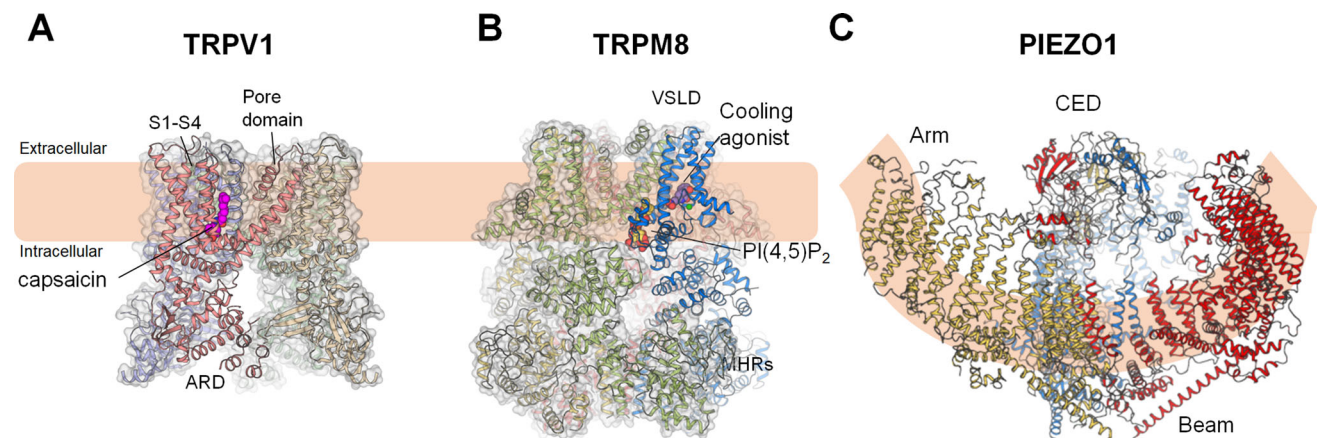 A
TRPV1
S1-S4
Pore
domain
Extracellular
Intracellular
capsaicin
ARD
B
TRPM8
VSLD
Cooling
agonist
PI(4,5)P₂
MHRs
C
PIEZO1
CED
Arm
Beam